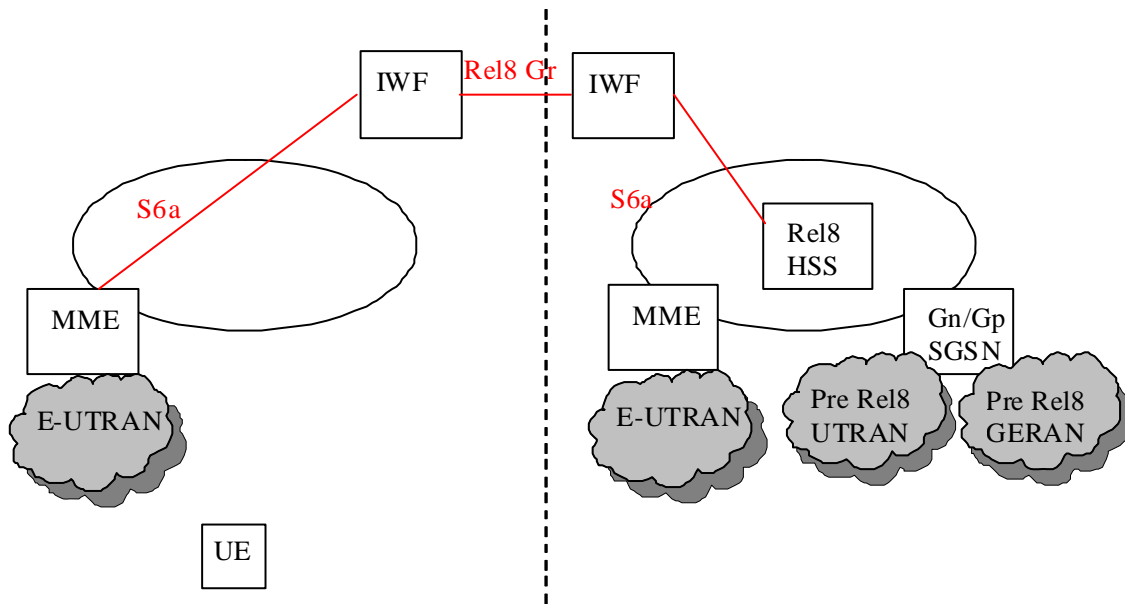 IWF
Rel8 Gr
IWF
S6a
S6a
Rel8
HSS
MME
MME
Gn/Gp
SGSN
E-UTRAN
E-UTRAN
Pre Rel8
UTRAN
Pre Rel8
GERAN
UE